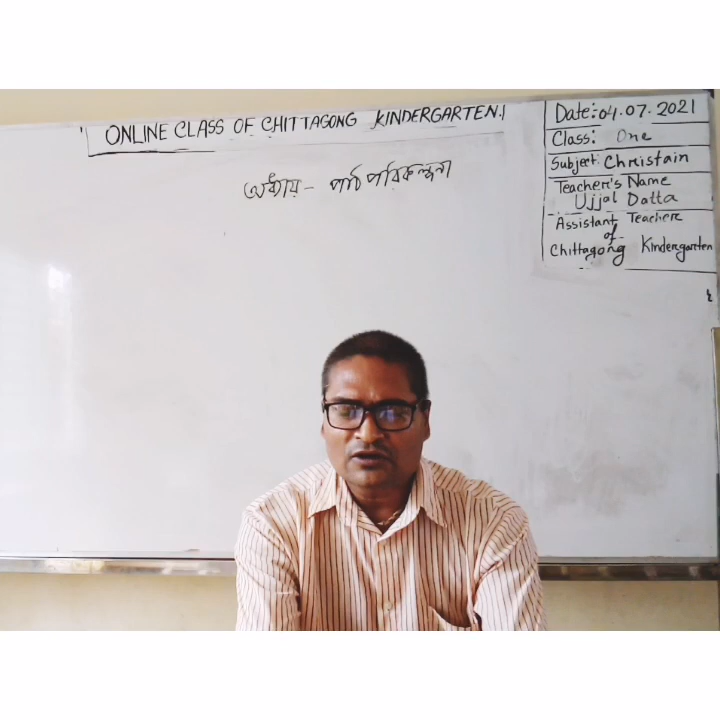 ONLINE CLASS OF CHITTAGONG KINDERGARTEN.
অধ্যায় - পাঠ পরিকল্পনা
Date: 04.07.2021
Class: One
Subject: Christain
Teacher's Name
Ujjal Datta
Assistant Teacher
of
Chittagong Kindergarten